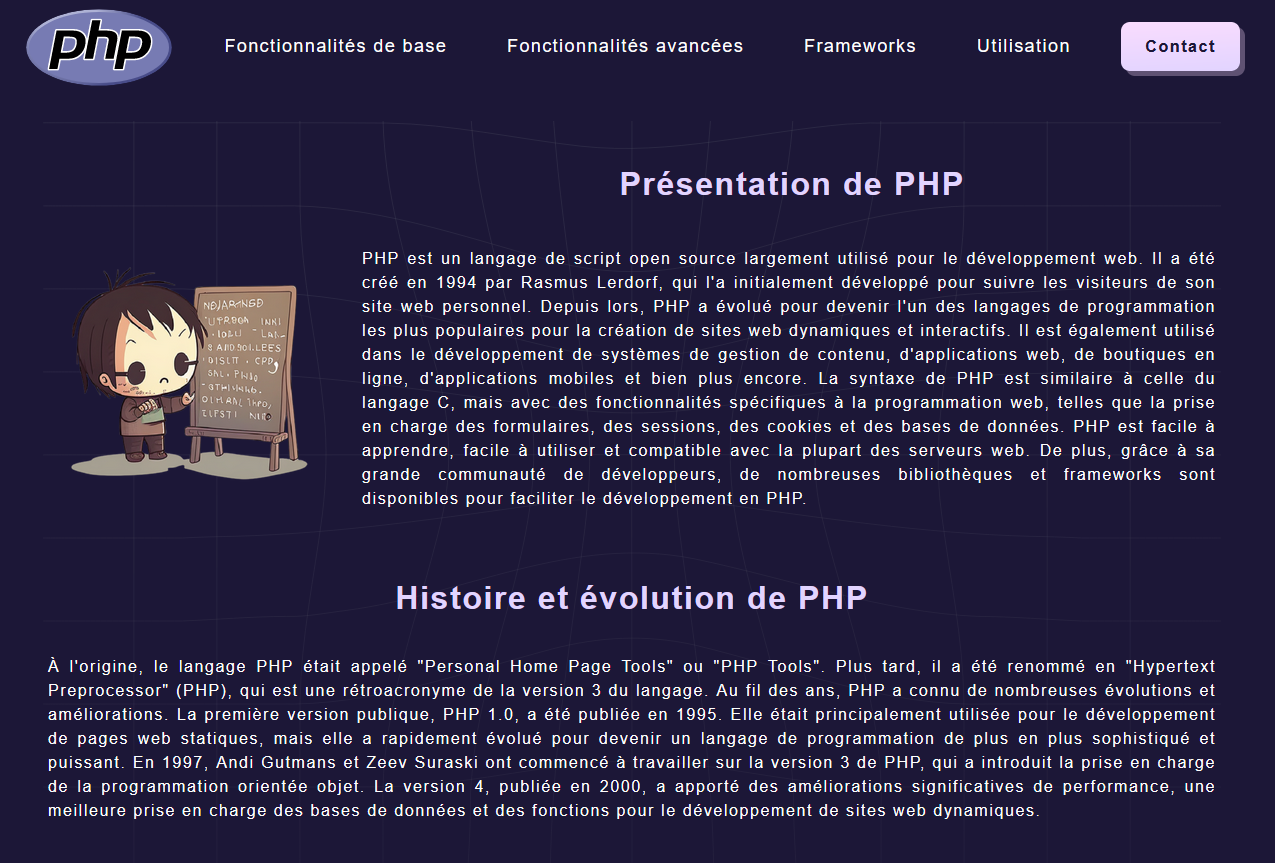 php
Fonctionnalités de base
Fonctionnalités avancées
Frameworks
Utilisation
Contact
Présentation de PHP
PHP est un langage de script open source largement utilisé pour le développement web. Il a été
créé en 1994 par Rasmus Lerdorf, qui l'a initialement développé pour suivre les visiteurs de son
site web personnel. Depuis lors, PHP a évolué pour devenir l'un des langages de programmation
les plus populaires pour la création de sites web dynamiques et interactifs. Il est également utilisé
dans le développement de systèmes de gestion de contenu, d'applications web, de boutiques en
ligne, d'applications mobiles et bien plus encore. La syntaxe de PHP est similaire à celle du
langage C, mais avec des fonctionnalités spécifiques à la programmation web, telles que la prise
en charge des formulaires, des sessions, des cookies et des bases de données. PHP est facile à
apprendre, facile à utiliser et compatible avec la plupart des serveurs web. De plus, grâce à sa
grande communauté de développeurs, de nombreuses bibliothèques et frameworks sont
disponibles pour faciliter le développement en PHP.
Histoire et évolution de PHP
À l'origine, le langage PHP était appelé "Personal Home Page Tools" ou "PHP Tools". Plus tard, il a été renommé en "Hypertext
Preprocessor" (PHP), qui est une rétroacronyme de la version 3 du langage. Au fil des ans, PHP a connu de nombreuses évolutions et
améliorations. La première version publique, PHP 1.0, a été publiée en 1995. Elle était principalement utilisée pour le développement
de pages web statiques, mais elle a rapidement évolué pour devenir un langage de programmation de plus en plus sophistiqué et
puissant. En 1997, Andi Gutmans et Zeev Suraski ont commencé à travailler sur la version 3 de PHP, qui a introduit la prise en charge
de la programmation orientée objet. La version 4, publiée en 2000, a apporté des améliorations significatives de performance, une
meilleure prise en charge des bases de données et des fonctions pour le développement de sites web dynamiques.